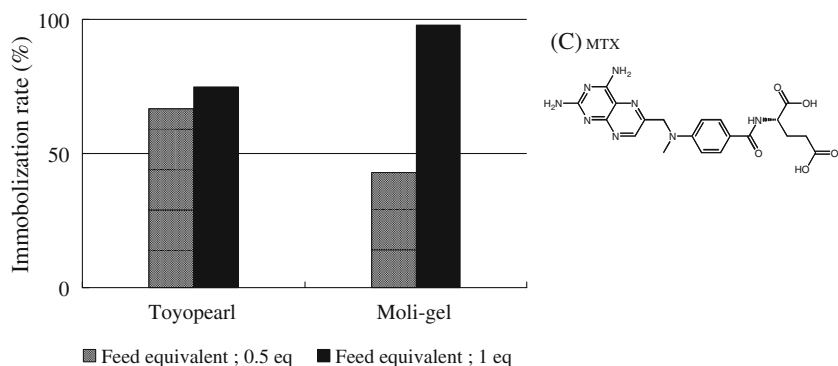 Immobolization rate (%)
100
50
0
Toyopearl
Moli-gel
Feed equivalent ; 0.5 eq
Feed equivalent ; 1 eq
(C) MTX
NH2
H2N
N
N
N
N
N
N
HN
O
O
OH
HO
O